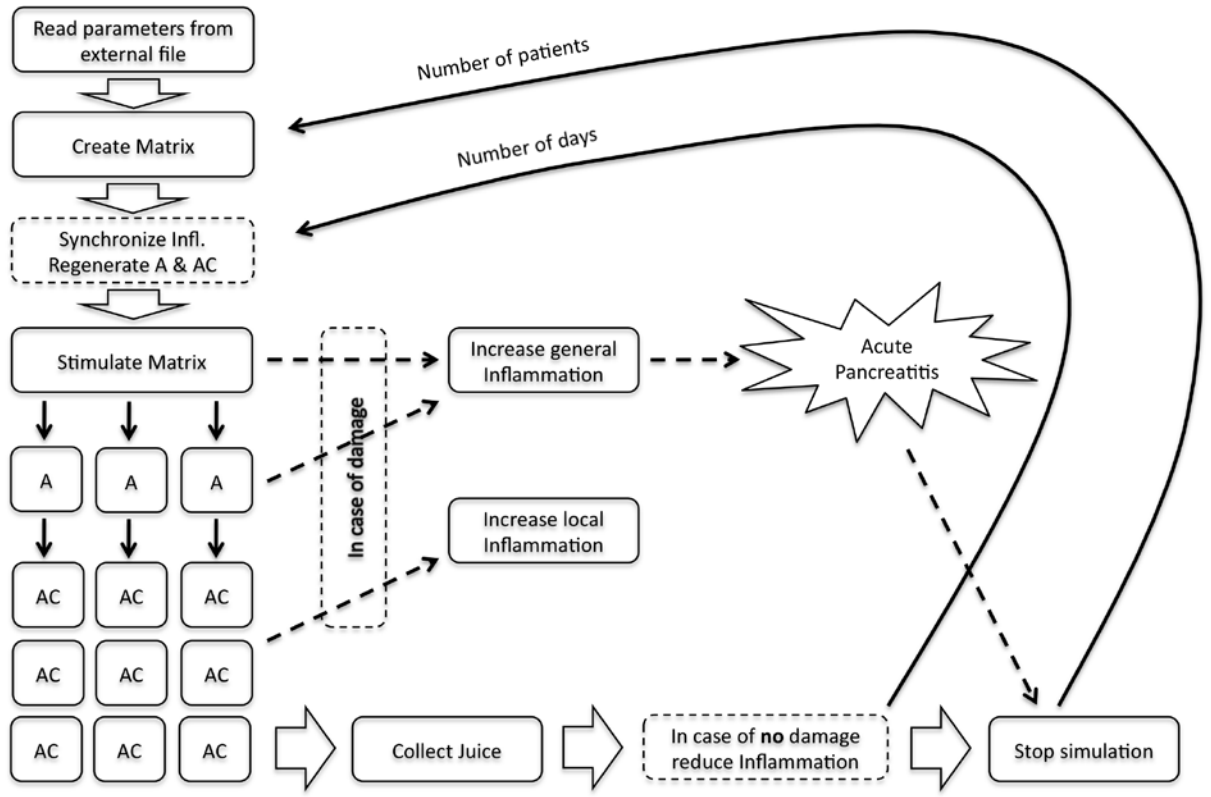 Read parameters from
external file
Number of patients
Create Matrix
Number of days
Synchronize Infl.
Regenerate A & AC
Stimulate Matrix
In case of damage
Increase general
Inflammation
Acute
Pancreatitis
A
A
A
Increase local
Inflammation
AC
AC
AC
AC
AC
AC
AC
AC
AC
Collect Juice
In case of no damage
reduce Inflammation
Stop simulation